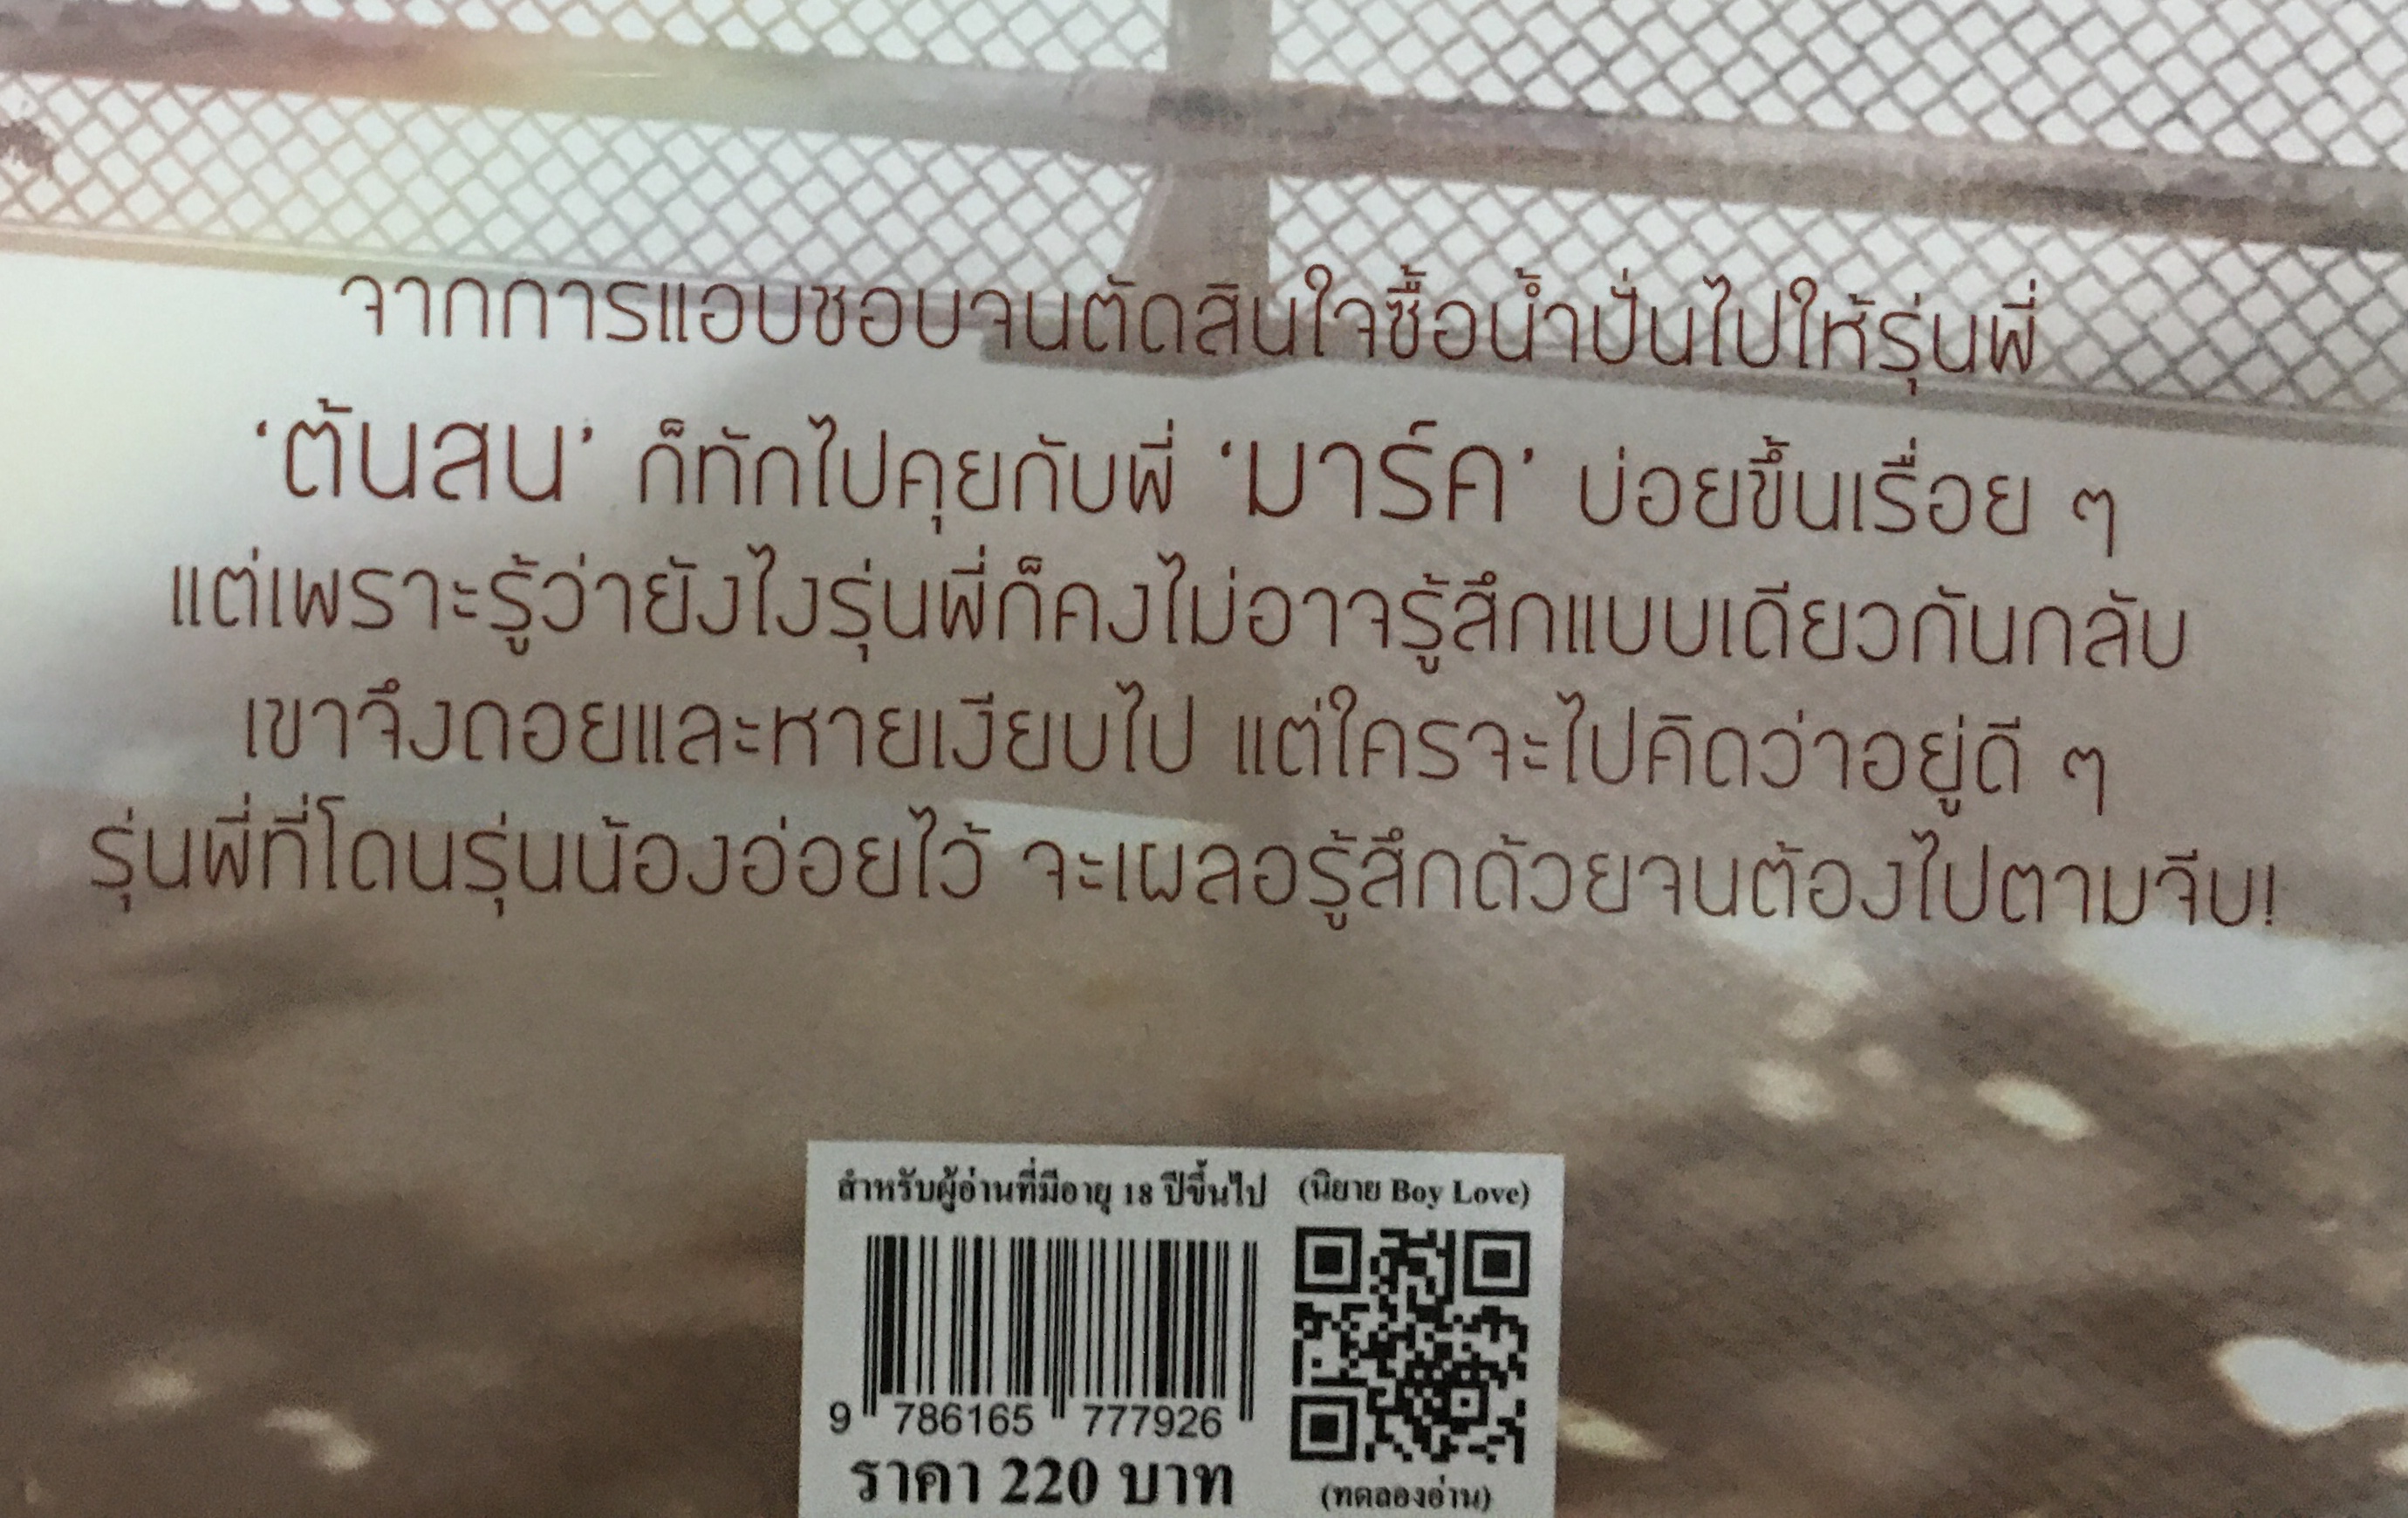 จากการแอบชอบจนตัดสินใจซื้อน้ำปั่นไปให้รุ่นพี่
‘ต้นสน’ ก็ทักไปคุยกับพี่ ‘มาร์ค’ บ่อยขึ้นเรื่อย ๆ
แต่เพราะรู้ว่ายังไงรุ่นพี่ก็คงไม่อาจรู้สึกแบบเดียวกันกลับ
เขาจึงถอยและหายเงียบไป แต่ใครจะไปคิดว่าอยู่ดี ๆ
รุ่นพี่ที่โดนรุ่นน้องอ่อยไว้ จะเผลอรู้สึกด้วยจนต้องไปตามจีบ!
สำหรับผู้อ่านที่มีอายุ 18 ปีขึ้นไป (นิยาย Boy Love)
9 786165 777926
ราคา 220 บาท (ทดลองอ่าน)